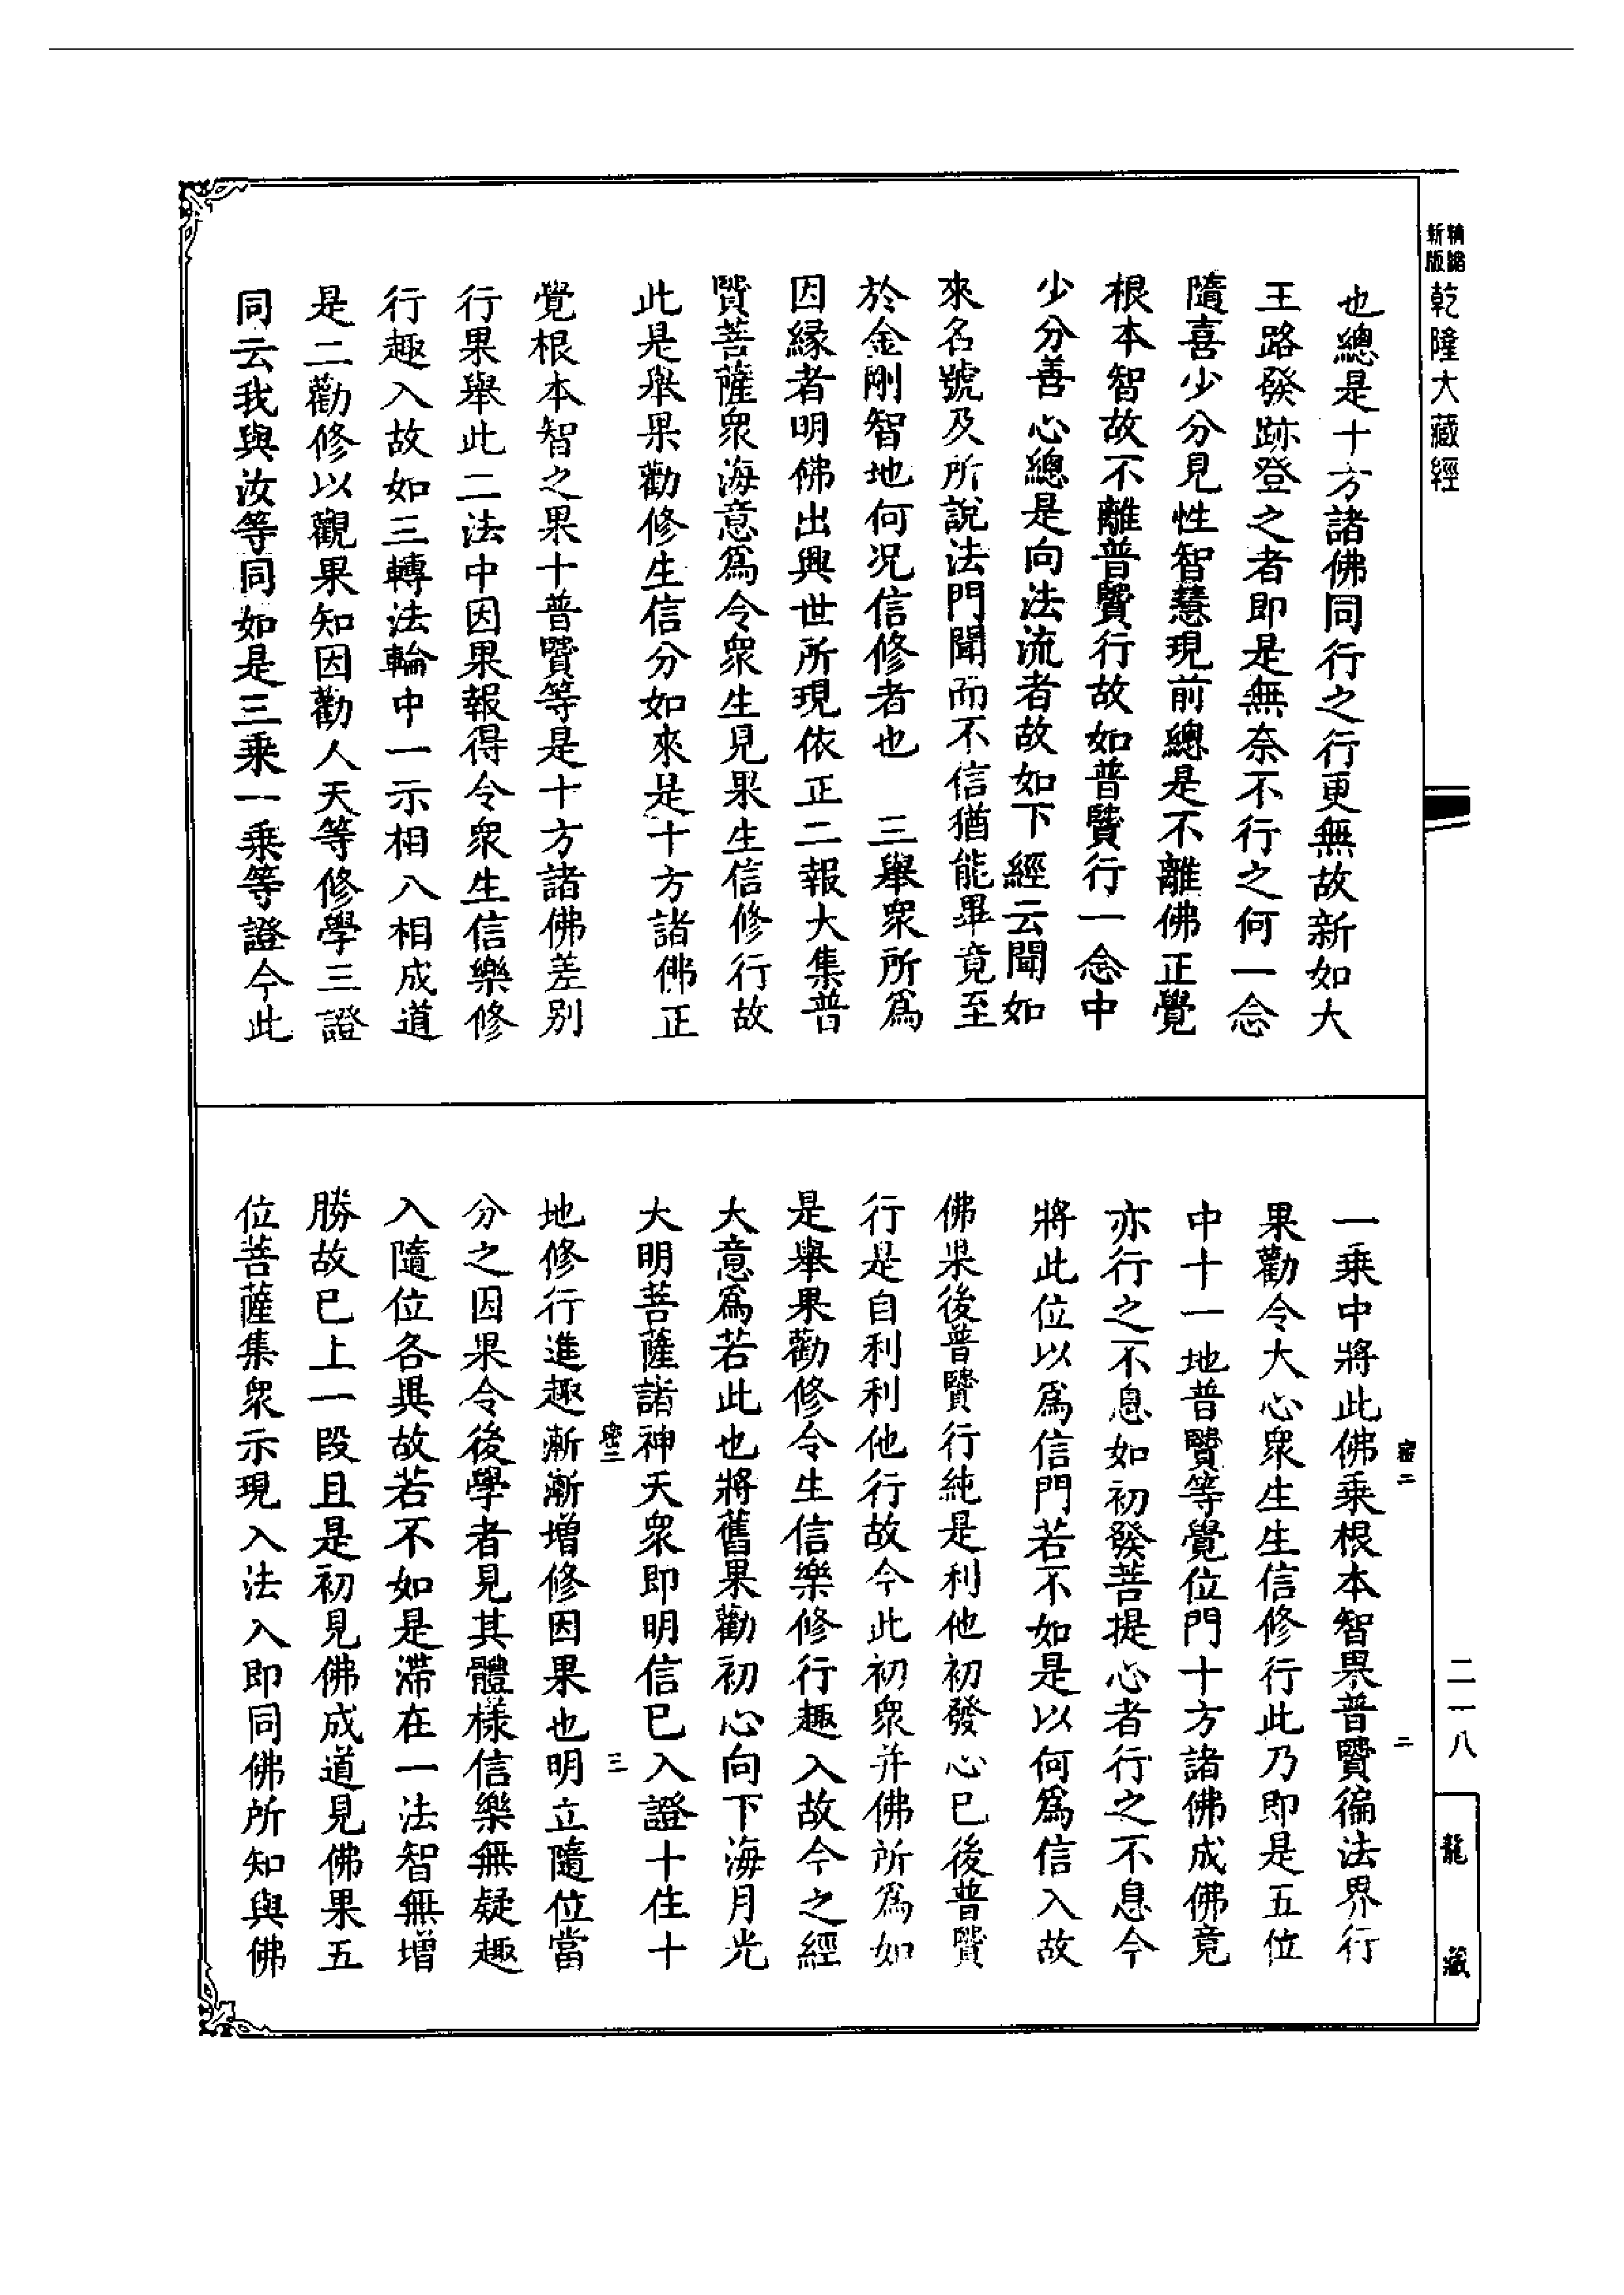 精縮
新版
乾隆大藏經
也總是十方諸佛同行之行更無故新如大
王路發跡登之者即是無奈不行之何一念
隨喜少分見性智慧現前總是不離佛正覺
根本智故不離普賢行故如普賢行一念中
少分善心總是向法流者故如下經云聞如
來名號及所說法門聞而不信猶能畢竟至
於金剛智地何況信修者也　三舉衆所爲
因緣者明佛出興世所現依正二報大集普
賢菩薩衆海意爲令衆生見果生信修行故
此是舉果勸修生信分如來是十方諸佛正
覺根本智之果十普賢等是十方諸佛差別
行果舉此二法中因果報得令衆生信樂修
行趣入故如三轉法輪中一示相八相成道
是二勸修以觀果知因勸人天等修學三證
同云我與汝等同如是三乘一乘等證今此
密二
二
一乘中將此佛乘根本智果普賢徧法界行
果勸令大心衆生生信修行此乃即是五位
中十一地普賢等覺位門十方諸佛成佛竟
亦行之不息如初發菩提心者行之不息今
將此位以爲信門若不如是以何爲信入故
佛果後普賢行純是利他初發心已後普賢
行是自利利他行故今此初衆并佛所爲如
是舉果勸修令生信樂修行趣入故今之經
大意爲若此也將舊果勸初心向下海月光
大明菩薩諸神天衆即明信已入證十住十
密二
三
地修行進趣漸漸增修因果也明立隨位當
分之因果令後學者見其體樣信樂無疑趣
入隨位各異故若不如是滯在一法智無增
勝故已上一段且是初見佛成道見佛果五
位菩薩集衆示現入法入即同佛所知與佛
二一八
龍藏